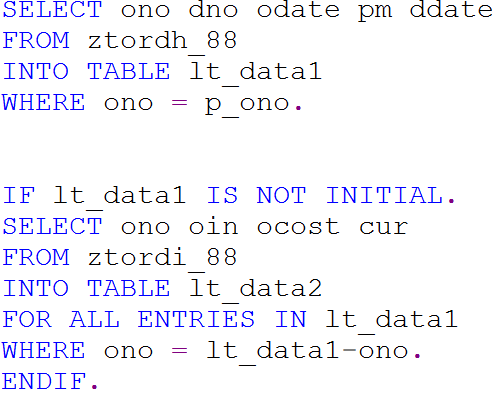 SELECT ono dno odate pm ddate
FROM ztordh_88
INTO TABLE lt_data1
WHERE ono = p_ono.
IF lt_data1 IS NOT INITIAL.
SELECT ono oin ocost cur
FROM ztordi_88
INTO TABLE lt_data2
FOR ALL ENTRIES IN lt_data1
WHERE ono = lt_data1-ono.
ENDIF.